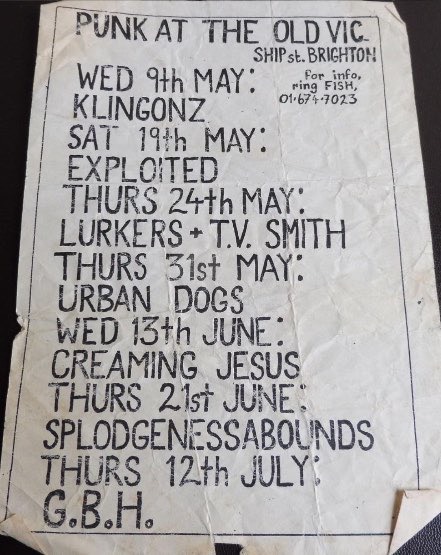 PUNK AT THE OLD VIC
SHIP st. BRIGHTON
for info,
ring FISH,
01·674·7023
WED 9th MAY:
KLINGONZ
SAT 19th MAY:
EXPLOITED
THURS 24th MAY:
LURKERS + T.V. SMITH
THURS 31st MAY:
URBAN DOGS
WED 13th JUNE:
CREAMING JESUS
THURS 21st JUNE:
SPLODGENESSABOUNDS
THURS 12th JULY:
G.B.H.